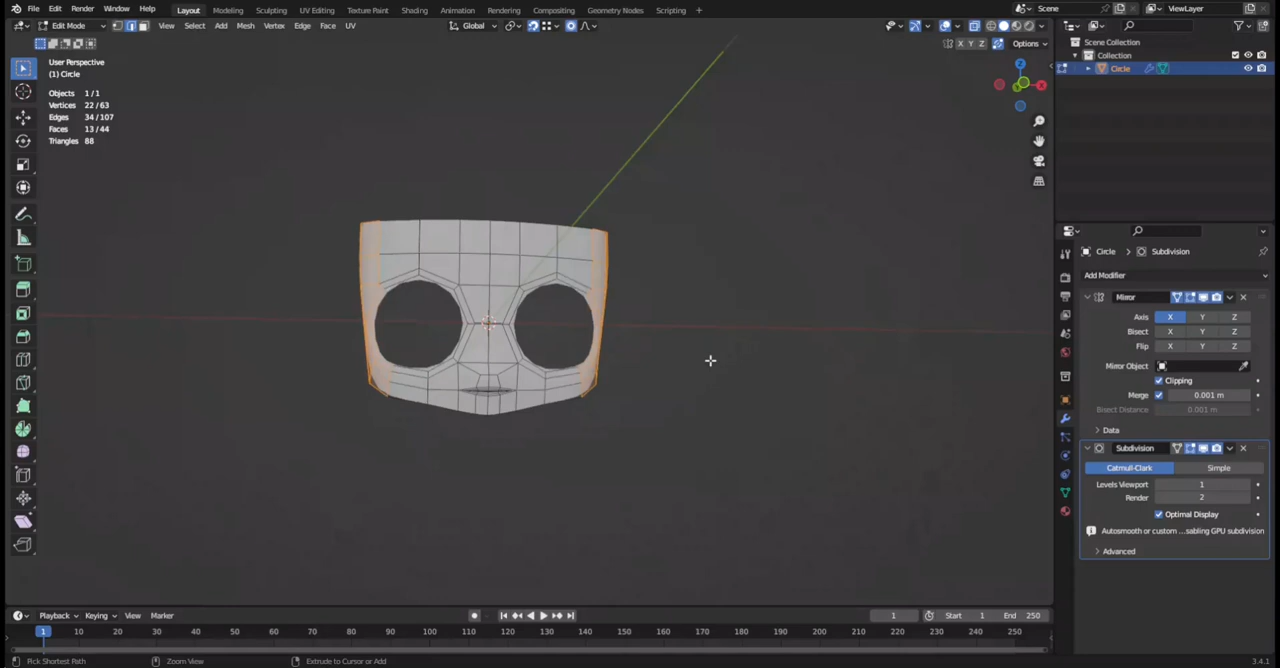 File Edit Render Window Help Layout Modeling Sculpting UV Editing Texture Paint Shading Animation Rendering Compositing Geometry Nodes Scripting + Scene ViewLayer
Edit Mode View Select Add Mesh Vertex Edge Face UV Global
X Y Z Options
User Perspective
(1) Circle
Objects 1/1
Vertices 22/63
Edges 34/107
Faces 13/44
Triangles 88
Z
X
Scene Collection
Collection
Circle
Circle > Subdivision
Add Modifier
Mirror
Axis X Y Z
Bisect X Y Z
Flip X Y Z
Mirror Object
Clipping
Merge 0.001 m
Bisect Distance 0.001 m
Data
Subdivision
Catmull-Clark Simple
Levels Viewport 1
Render 2
Optimal Display
Autosmooth or custom ...sabling GPU subdivision
Advanced
Playback Keying View Marker 1 Start 1 End 250
1 10 20 30 40 50 60 70 80 90 100 110 120 130 140 150 160 170 180 190 200 210 220 230 240 250
Pick Shortest Path Zoom View Extrude to Cursor or Add 3.4.1